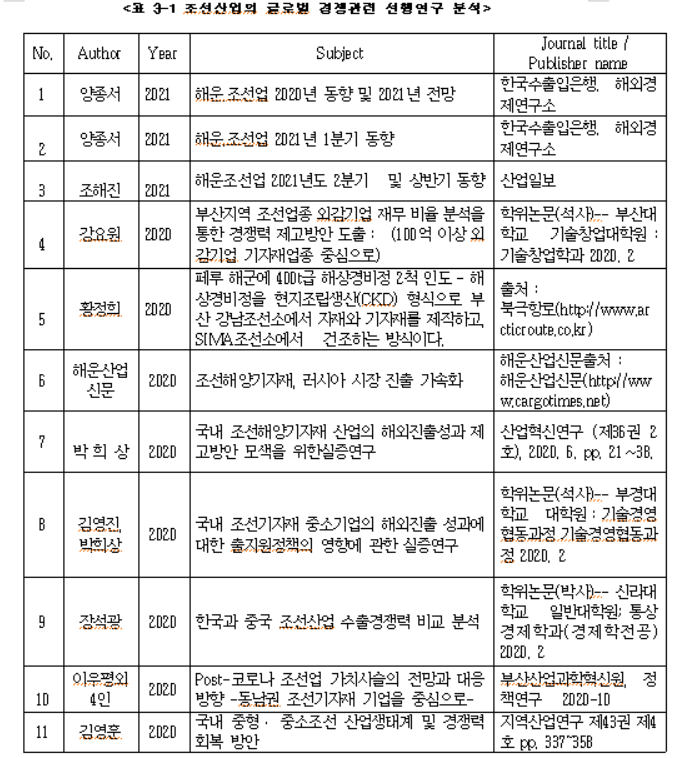 <표 3-1 조선산업의 글로벌 경쟁관련 선행연구 분석>
No. Author Year Subject Journal title /
Publisher name
1 양종서 2021 해운.조선업 2020년 동향 및 2021년 전망 한국수출입은행, 해외경
제연구소
2 양종서 2021 해운.조선업 2021년 1분기 동향 한국수출입은행, 해외경
제연구소
3 조해진 2021 해운조선업 2021년도 2분기 및 상반기 동향 산업일보
4 강요원 2020 부산지역 조선업종 외감기업 재무 비율 분석을
통한 경쟁력 제고방안 도출 : (100억 이상 외
감기업 기자재업종 중심으로)
학위논문(석사)-- 부산대
학교 기술창업대학원 :
기술창업학과 2020. 2
5 황정희 2020 페루 해군에 400t급 해상경비정 2척 인도 - 해
상경비정을 현지조립생산(CKD) 형식으로 부
산 강남조선소에서 자재와 기자재를 제작하고,
SIMA조선소에서 건조하는 방식이다.
출처 :
북극항로(http://www.ar
cticroute.co.kr)
6 해운산업
신문
2020 조선해양기자재, 러시아 시장 진출 가속화
해운산업신문출처 :
해운산업신문(http://ww
w.cargotimes.net)
7 박 희 상 2020 국내 조선해양기자재 산업의 해외진출성과 제
고방안 모색을 위한실증연구
산업혁신연구 (제36권 2
호), 2020. 6. pp. 21 ~38.
8 김영진,
박희상
2020 국내 조선기자재 중소기업의 해외진출 성과에
대한 출지원정책의 영향에 관한 실증연구
학위논문(석사)-- 부경대
학교 대학원 : 기술경영
협동과정 기술경영협동과
정 2020. 2
9 장석광 2020 한국과 중국 조선산업 수출경쟁력 비교 분석
학위논문(박사)-- 신라대
학교 일반대학원: 통상
경제학과(경제학전공)
2020. 2
10 이우평외
4인
2020 Post-코로나 조선업 가치사슬의 전망과 대응
방향 -동남권 조선기자재 기업을 중심으로-
부산산업과학혁신원, 정
책연구 2020-10
11 김영훈 2020 국내 중형 · 중소조선 산업생태계 및 경쟁력
회복 방안
지역산업연구 제43권 제4
호 pp. 337~358